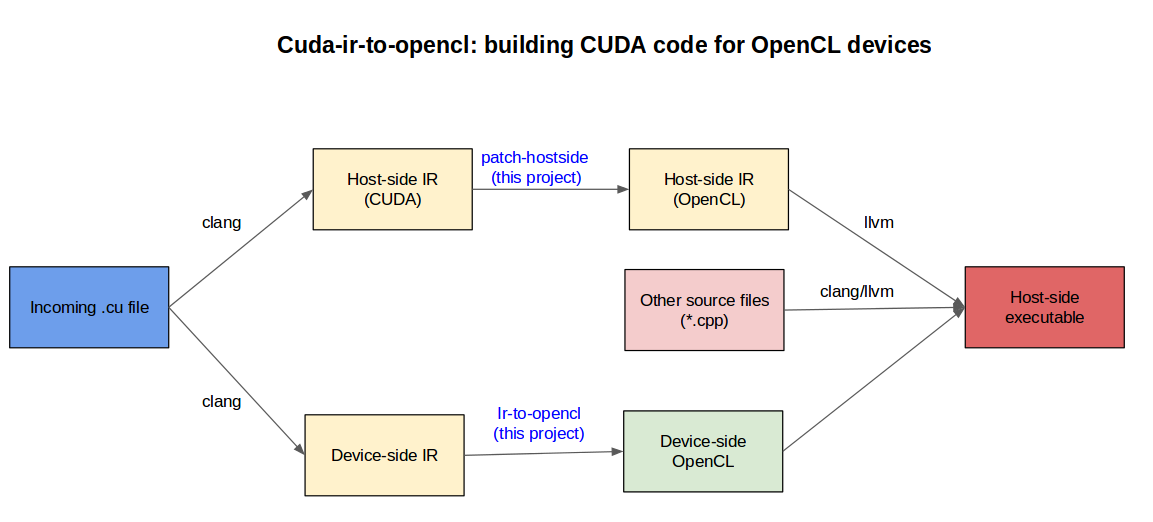 Cuda-ir-to-opencl: building CUDA code for OpenCL devices
Host-side IR
(CUDA)
patch-hostside
(this project)
Host-side IR
(OpenCL)
clang
llvm
Incoming .cu file
Other source files
(*.cpp)
clang/llvm
Host-side
executable
clang
Device-side IR
Ir-to-opencl
(this project)
Device-side
OpenCL